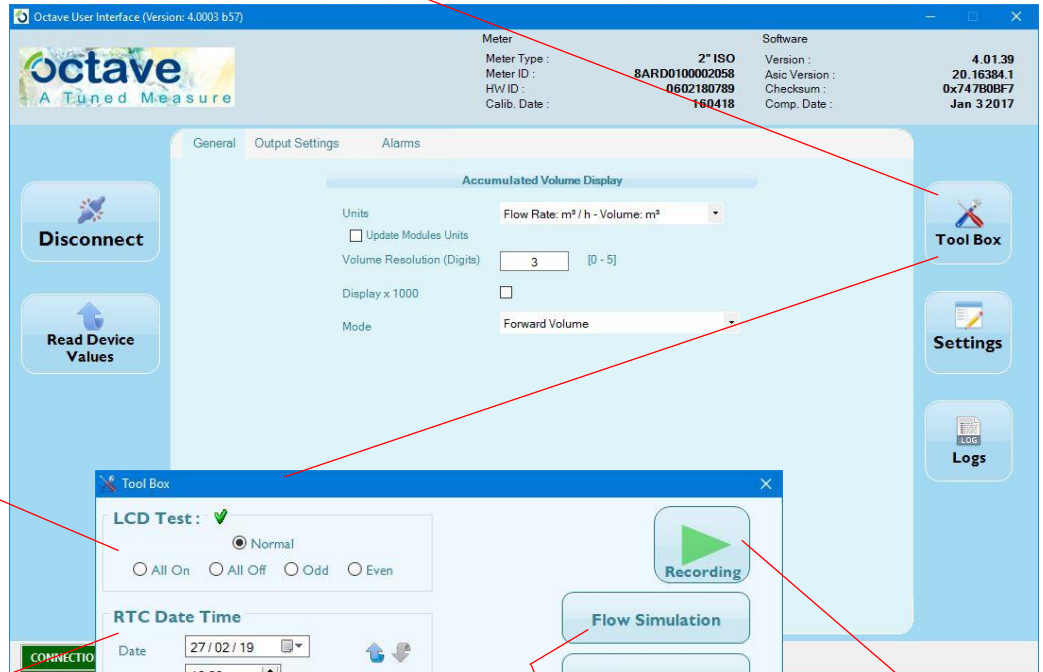 Octave User Interface (Version: 4.0003 b57)
octave
A Tuned Measure
Meter
Meter Type : 2" ISO
Meter ID : 8ARD0100002058
HW ID : 0602180789
Calib. Date : 160418
Software
Version : 4.01.39
Asic Version : 20.16384.1
Checksum : 0x747B0BF7
Comp. Date : Jan 3 2017
General Output Settings Alarms
Accumulated Volume Display
Units Flow Rate: m³ / h - Volume: m³
Update Modules Units
Volume Resolution (Digits) 3 [0 - 5]
Display x 1000
Mode Forward Volume
Disconnect
Read Device
Values
Tool Box
Settings
LOG
Logs
Tool Box
LCD Test :
Normal
All On All Off Odd Even
Recording
RTC Date Time
Flow Simulation
Date 27 / 02 / 19
CONNECTIO